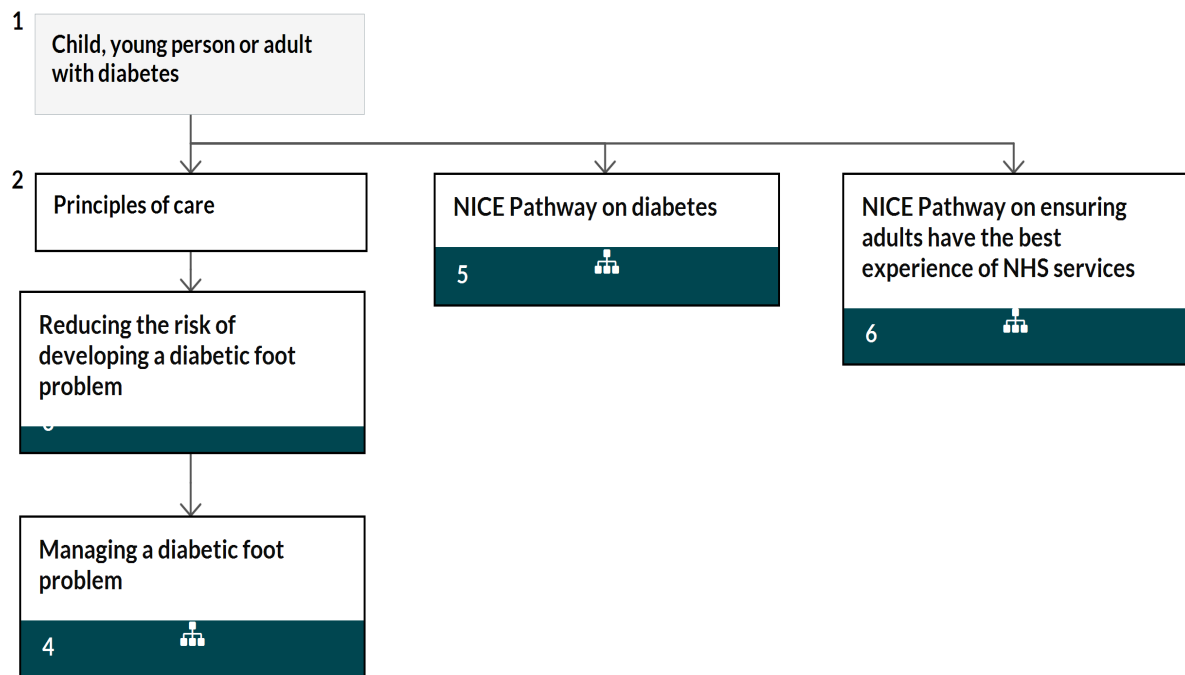 1
Child, young person or adult
with diabetes
2
Principles of care
NICE Pathway on diabetes
5
NICE Pathway on ensuring
adults have the best
experience of NHS services
6
Reducing the risk of
developing a diabetic foot
problem
Managing a diabetic foot
problem
4